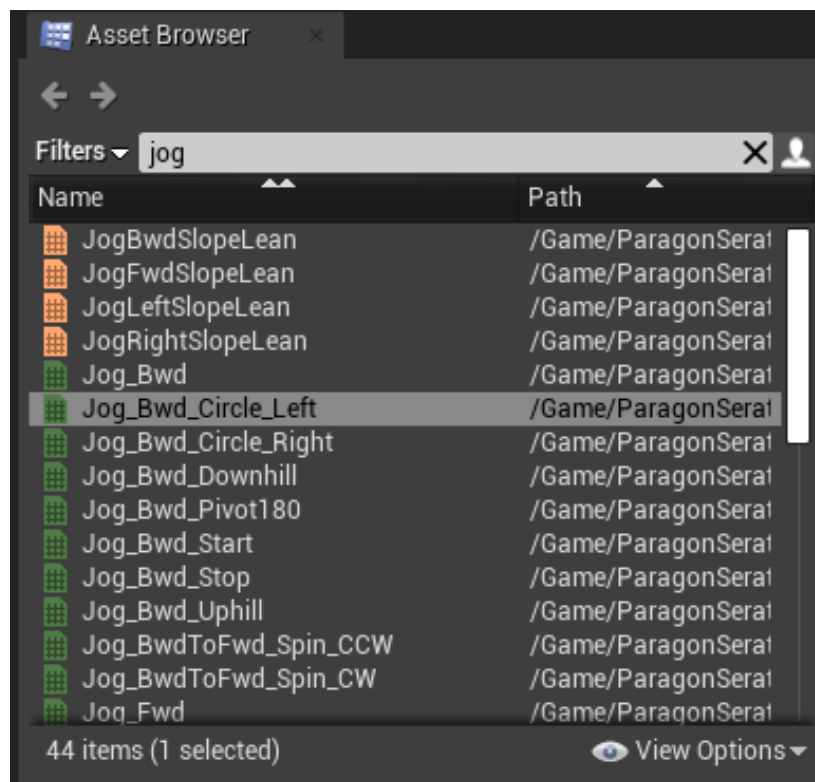 Asset Browser
Filters jog
Name Path
JogBwdSlopeLean /Game/ParagonSerat
JogFwdSlopeLean /Game/ParagonSerat
JogLeftSlopeLean /Game/ParagonSerat
JogRightSlopeLean /Game/ParagonSerat
Jog_Bwd /Game/ParagonSerat
Jog_Bwd_Circle_Left /Game/ParagonSerat
Jog_Bwd_Circle_Right /Game/ParagonSerat
Jog_Bwd_Downhill /Game/ParagonSerat
Jog_Bwd_Pivot180 /Game/ParagonSerat
Jog_Bwd_Start /Game/ParagonSerat
Jog_Bwd_Stop /Game/ParagonSerat
Jog_Bwd_Uphill /Game/ParagonSerat
Jog_BwdToFwd_Spin_CCW /Game/ParagonSerat
Jog_BwdToFwd_Spin_CW /Game/ParagonSerat
Jog_Fwd /Game/ParagonSerat
44 items (1 selected) View Options